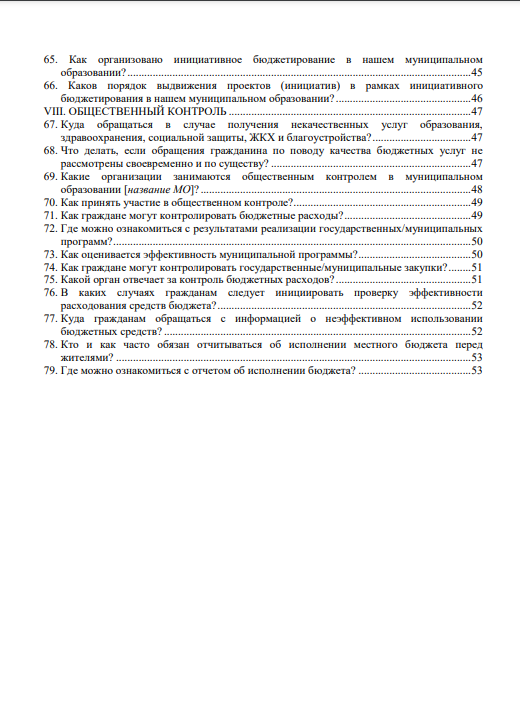 65. Как организовано инициативное бюджетирование в нашем муниципальном
образовании? ................................................................45
66. Каков порядок выдвижения проектов (инициатив) в рамках инициативного
бюджетирования в нашем муниципальном образовании? ................46
VIII. ОБЩЕСТВЕННЫЙ КОНТРОЛЬ ................................................47
67. Куда обращаться в случае получения некачественных услуг образования,
здравоохранения, социальной защиты, ЖКХ и благоустройства? ............47
68. Что делать, если обращения гражданина по поводу качества бюджетных услуг не
рассмотрены своевременно и по существу? ................................47
69. Какие организации занимаются общественным контролем в муниципальном
образовании [название МО]? ................................................48
70. Как принять участие в общественном контроле? ................................49
71. Как граждане могут контролировать бюджетные расходы? ................49
72. Где можно ознакомиться с результатами реализации государственных/муниципальных
программ? ................................................................50
73. Как оценивается эффективность муниципальной программы? ................50
74. Как граждане могут контролировать государственные/муниципальные закупки? ........51
75. Какой орган отвечает за контроль бюджетных расходов? ................51
76. В каких случаях гражданам следует инициировать проверку эффективности
расходования средств бюджета? ................................................52
77. Куда гражданам обращаться с информацией о неэффективном использовании
бюджетных средств? ................................................................52
78. Кто и как часто обязан отчитываться об исполнении местного бюджета перед
жителями? ................................................................53
79. Где можно ознакомиться с отчетом об исполнении бюджета? ................53